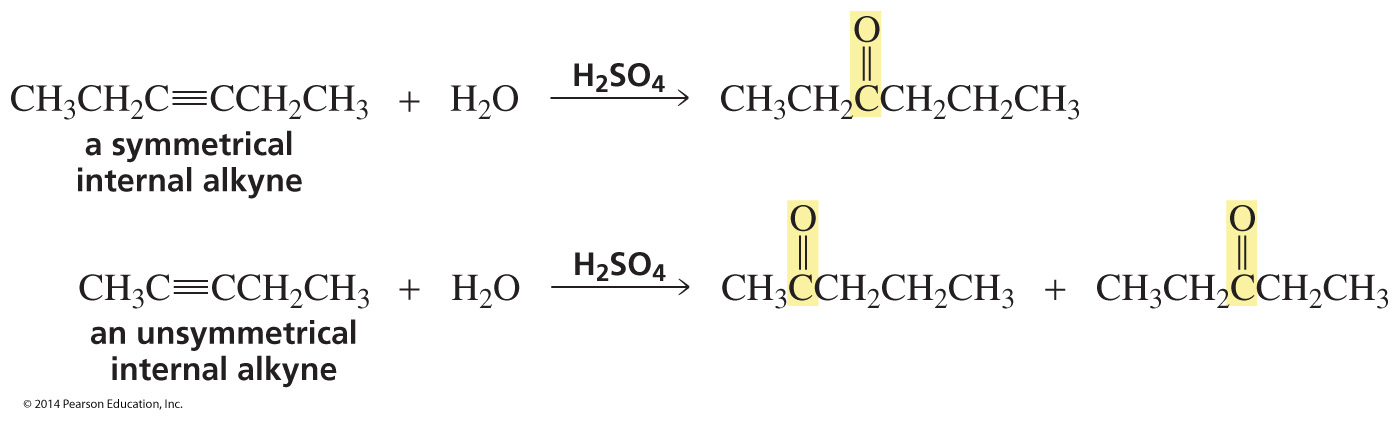 O
CH₃CH₂C≡CCH₂CH₃ + H₂O H₂SO₄ CH₃CH₂CCH₂CH₂CH₃
a symmetrical
internal alkyne
O O
CH₃C≡CCH₂CH₃ + H₂O H₂SO₄ CH₃CCH₂CH₂CH₃ + CH₃CH₂CCH₂CH₃
an unsymmetrical
internal alkyne
© 2014 Pearson Education, Inc.